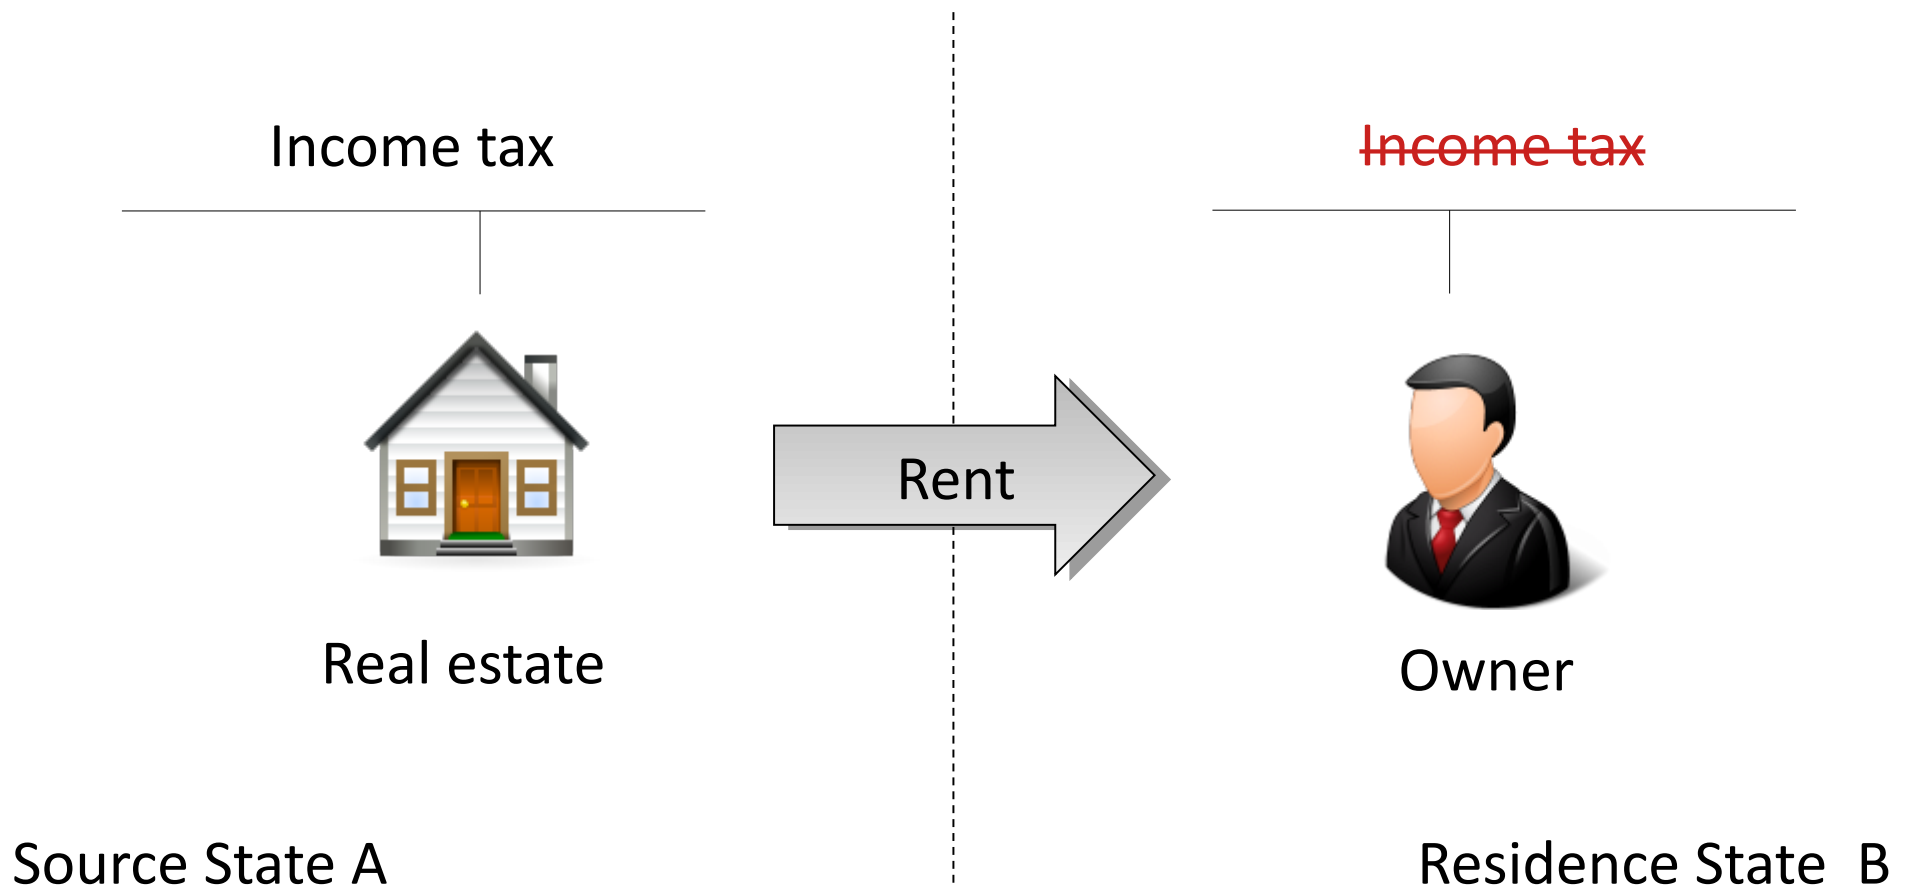 Income tax
Income tax
Rent
Real estate
Owner
Source State A
Residence State  B